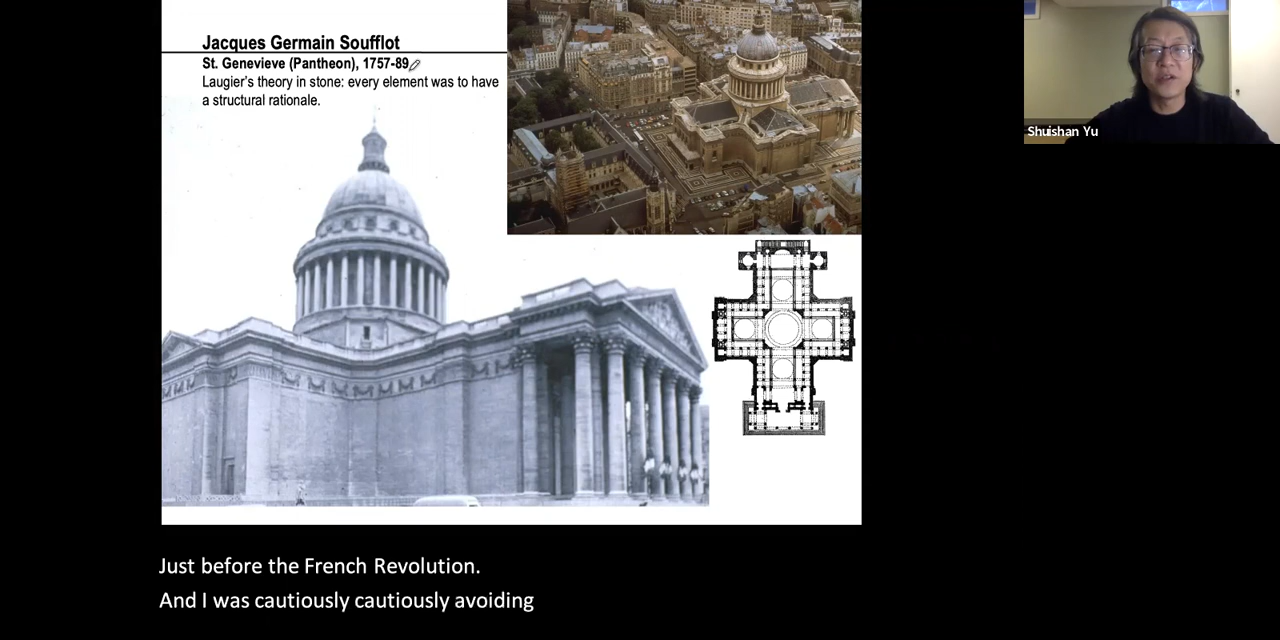 Jacques Germain Soufflot
St. Genevieve (Pantheon), 1757-89
Laugier's theory in stone: every element was to have
a structural rationale.
Shuishan Yu
Just before the French Revolution.
And I was cautiously cautiously avoiding